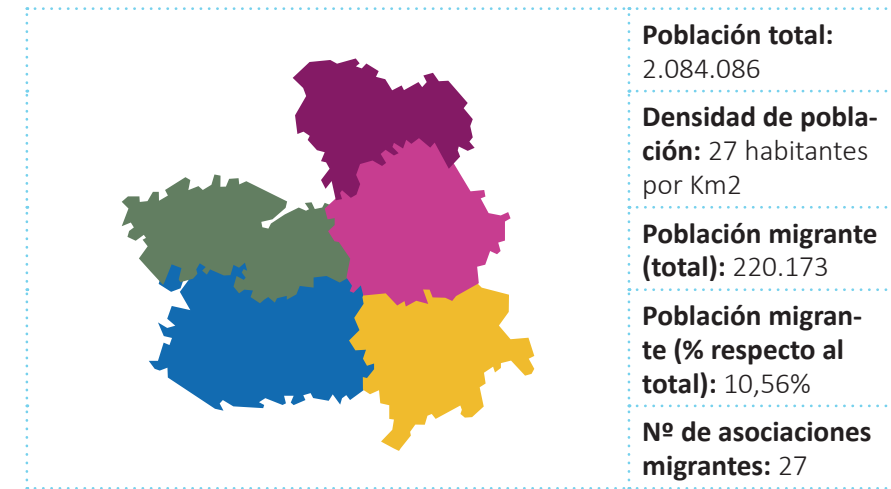 Población total:
2.084.086
Densidad de pobla-
ción: 27 habitantes
por Km2
Población migrante
(total): 220.173
Población migran-
te (% respecto al
total): 10,56%
Nº de asociaciones
migrantes: 27